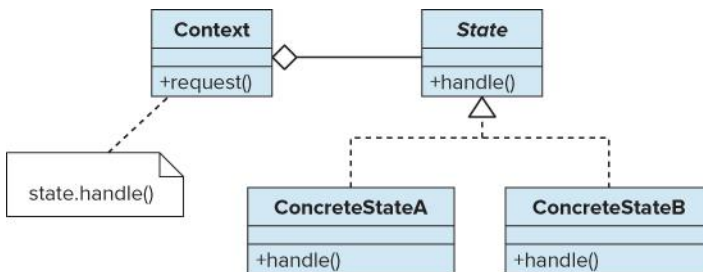 Context
+request()
State
+handle()
state.handle()
ConcreteStateA
+handle()
ConcreteStateB
+handle()